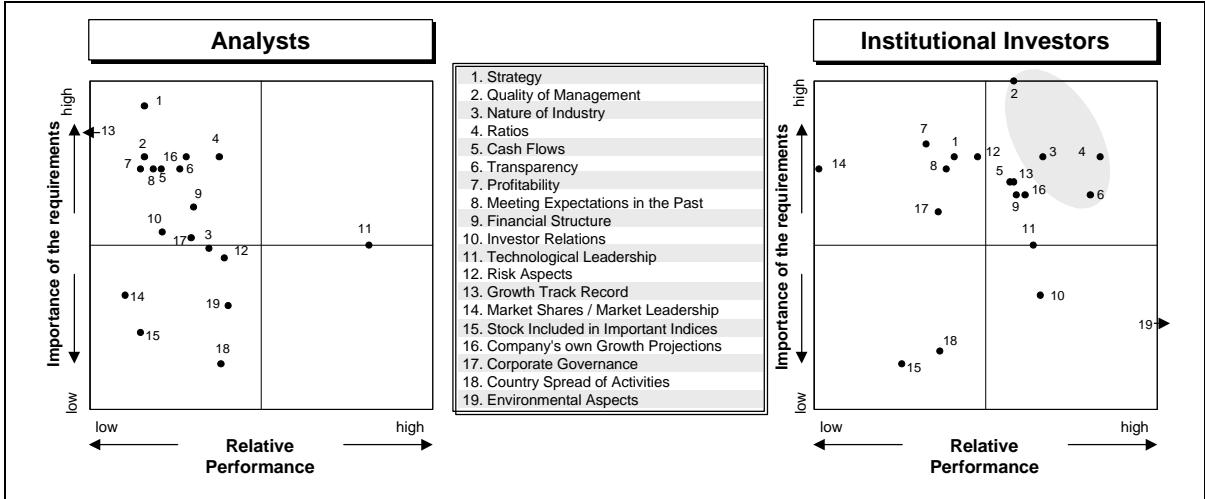 Analysts
high
Importance of the requirements
low
1
13
2
16
4
7
8
5
6
9
10
17
3
12
11
14
19
15
18
low
high
Relative
Performance
1. Strategy
2. Quality of Management
3. Nature of Industry
4. Ratios
5. Cash Flows
6. Transparency
7. Profitability
8. Meeting Expectations in the Past
9. Financial Structure
10. Investor Relations
11. Technological Leadership
12. Risk Aspects
13. Growth Track Record
14. Market Shares / Market Leadership
15. Stock Included in Important Indices
16. Company's own Growth Projections
17. Corporate Governance
18. Country Spread of Activities
19. Environmental Aspects
Institutional Investors
high
Importance of the requirements
low
2
7
1
12
3
4
14
8
5
13
9
16
6
17
11
10
19
18
15
low
high
Relative
Performance